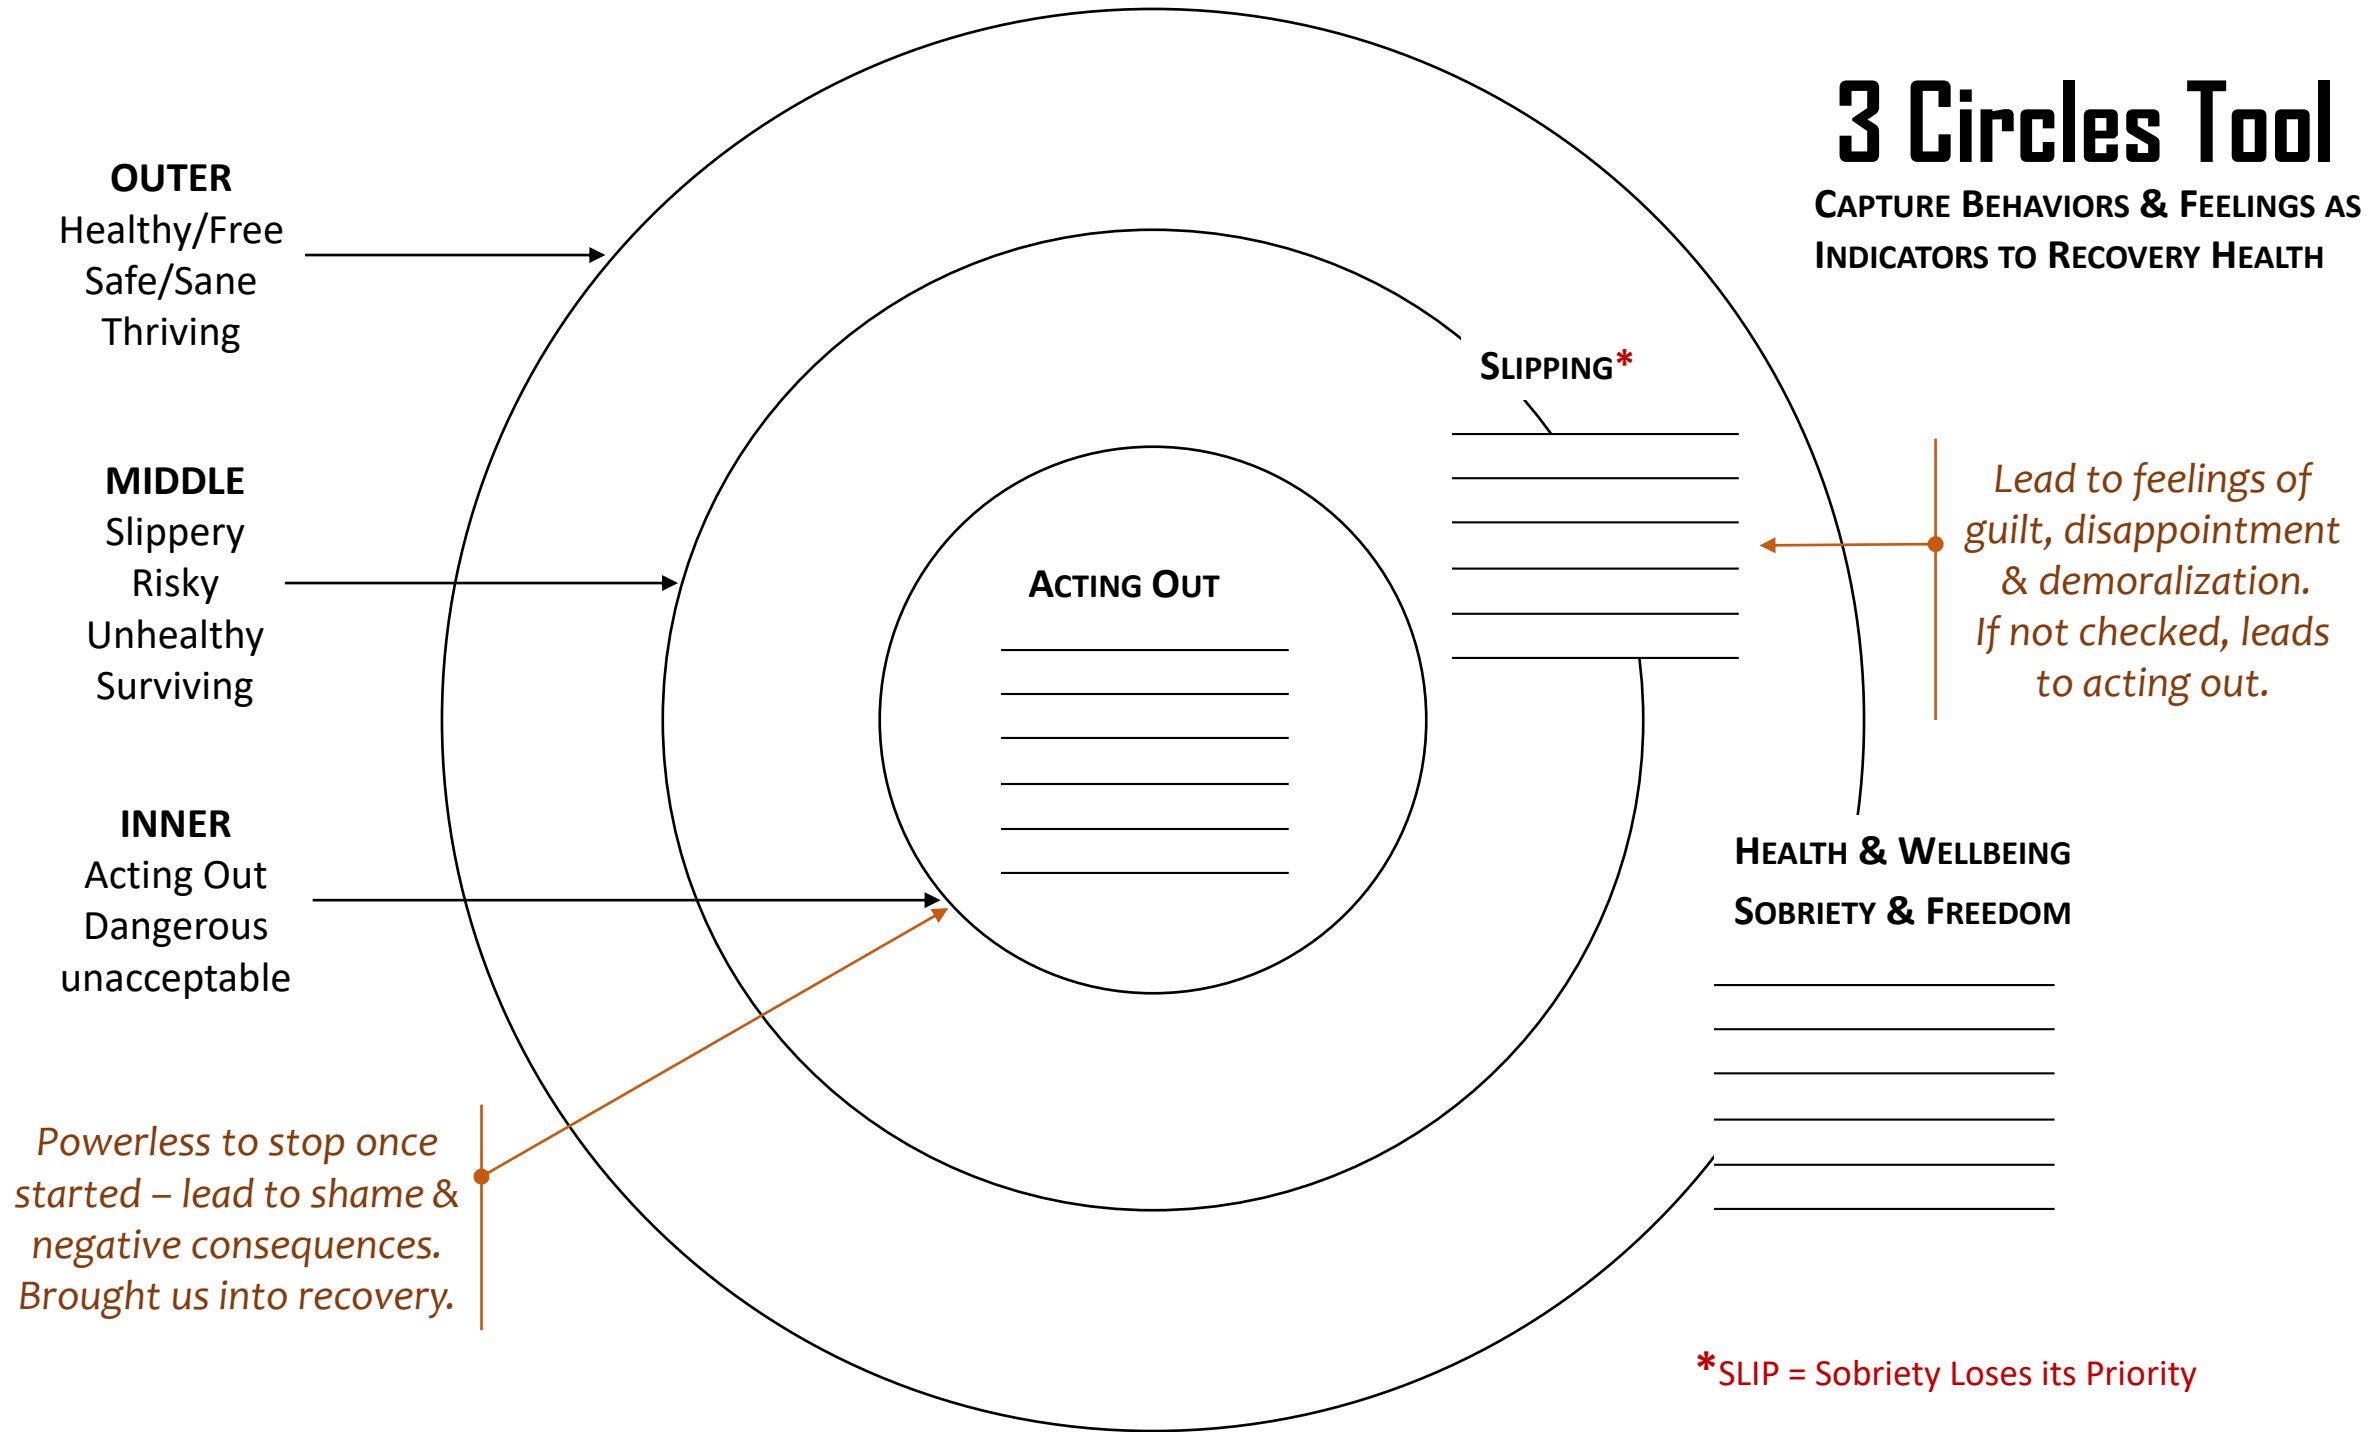 3 Circles Tool
CAPTURE BEHAVIORS & FEELINGS AS
INDICATORS TO RECOVERY HEALTH
OUTER
Healthy/Free
Safe/Sane
Thriving
MIDDLE
Slippery
Risky
Unhealthy
Surviving
INNER
Acting Out
Dangerous
unacceptable
Powerless to stop once
started – lead to shame &
negative consequences.
Brought us into recovery.
ACTING OUT
SLIPPING*
Lead to feelings of
guilt, disappointment
& demoralization.
If not checked, leads
to acting out.
HEALTH & WELLBEING
SOBRIETY & FREEDOM
*SLIP = Sobriety Loses its Priority